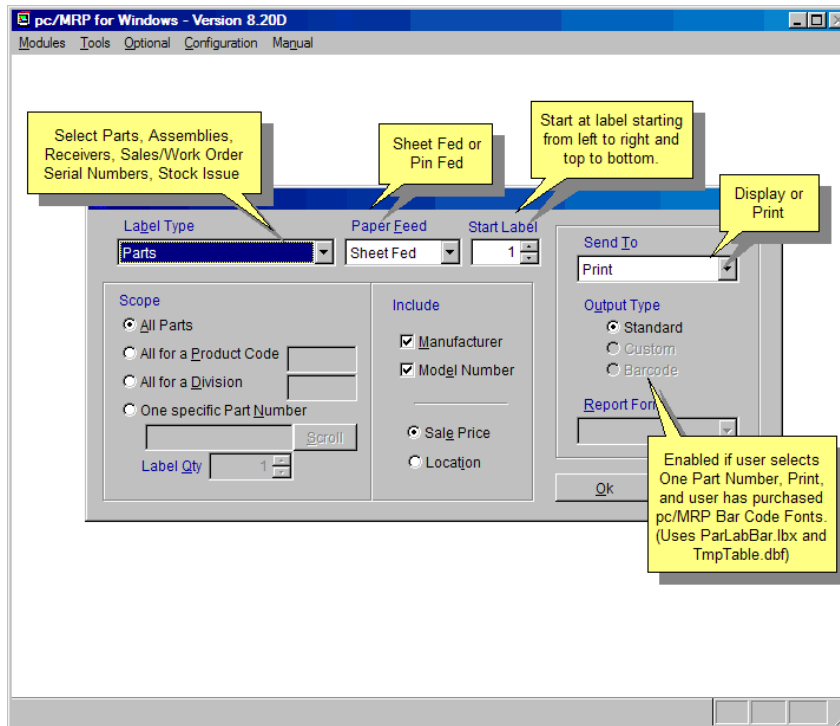 pc/MRP for Windows - Version 8.20D
Modules Tools Optional Configuration Manual
Select Parts, Assemblies,
Receivers, Sales/Work Order
Serial Numbers, Stock Issue
Sheet Fed or
Pin Fed
Start at label starting
from left to right and
top to bottom.
Display or
Print
Label Type
Paper Feed
Start Label
Send To
Parts
Sheet Fed
1
Print
Scope
All Parts
All for a Product Code
All for a Division
One specific Part Number
Scroll
Label Qty
1
Include
Manufacturer
Model Number
Sale Price
Location
Output Type
Standard
Custom
Barcode
Report For
Ok
Enabled if user selects
One Part Number, Print,
and user has purchased
pc/MRP Bar Code Fonts.
(Uses ParLabBar.lbx and
TmpTable.dbf)